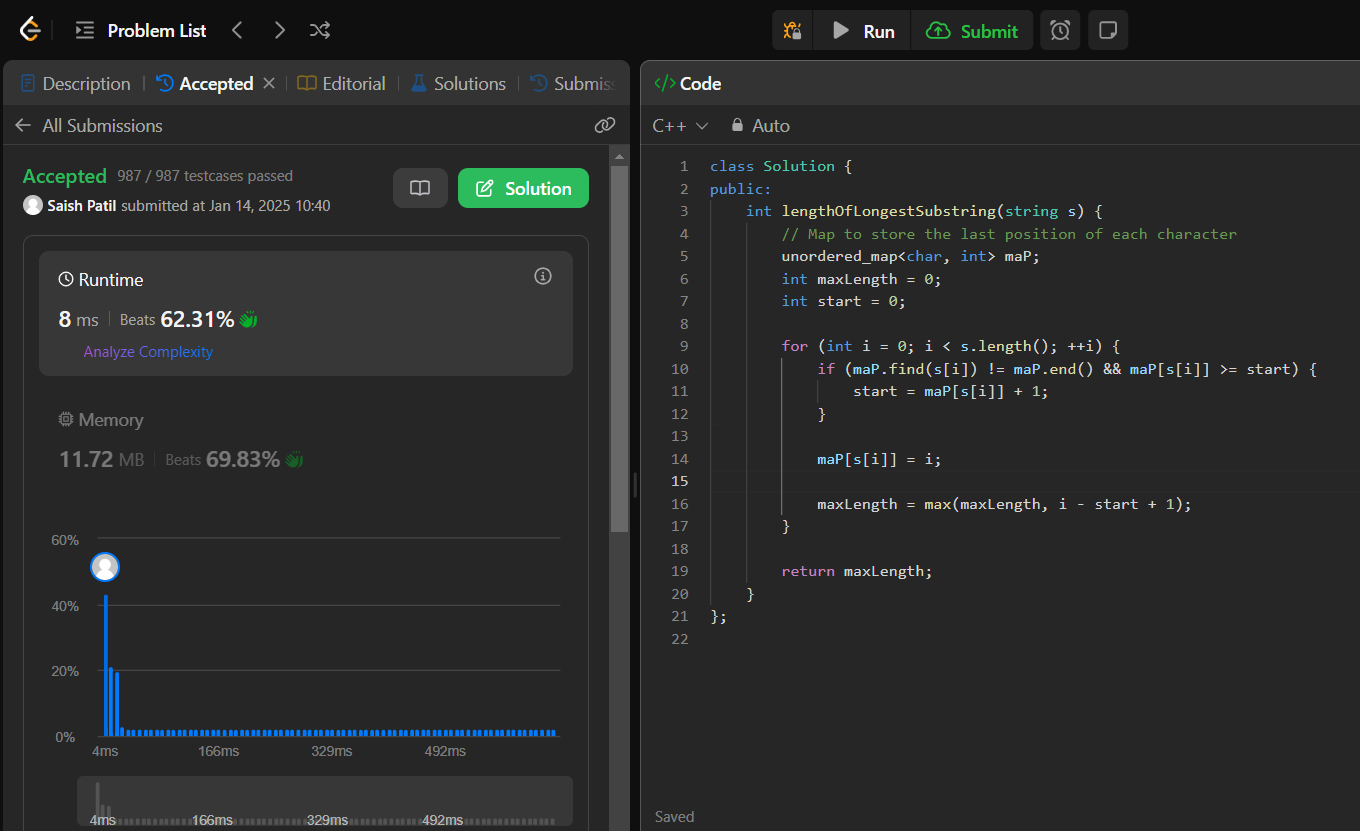 Problem List
Run
Submit
Description
Accepted
Editorial
Solutions
Submis
All Submissions
Accepted 987 / 987 testcases passed
Saish Patil submitted at Jan 14, 2025 10:40
Solution
Runtime
8 ms Beats 62.31%
Analyze Complexity
Memory
11.72 MB Beats 69.83%
60%
40%
20%
0%
4ms 166ms 329ms 492ms
4ms 166ms 329ms 492ms
</> Code
C++ Auto
1 class Solution {
2 public:
3 int lengthOfLongestSubstring(string s) {
4 // Map to store the last position of each character
5 unordered_map<char, int> maP;
6 int maxLength = 0;
7 int start = 0;
8
9 for (int i = 0; i < s.length(); ++i) {
10 if (maP.find(s[i]) != maP.end() && maP[s[i]] >= start) {
11 start = maP[s[i]] + 1;
12 }
13
14 maP[s[i]] = i;
15
16 maxLength = max(maxLength, i - start + 1);
17 }
18
19 return maxLength;
20 }
21 };
22
Saved